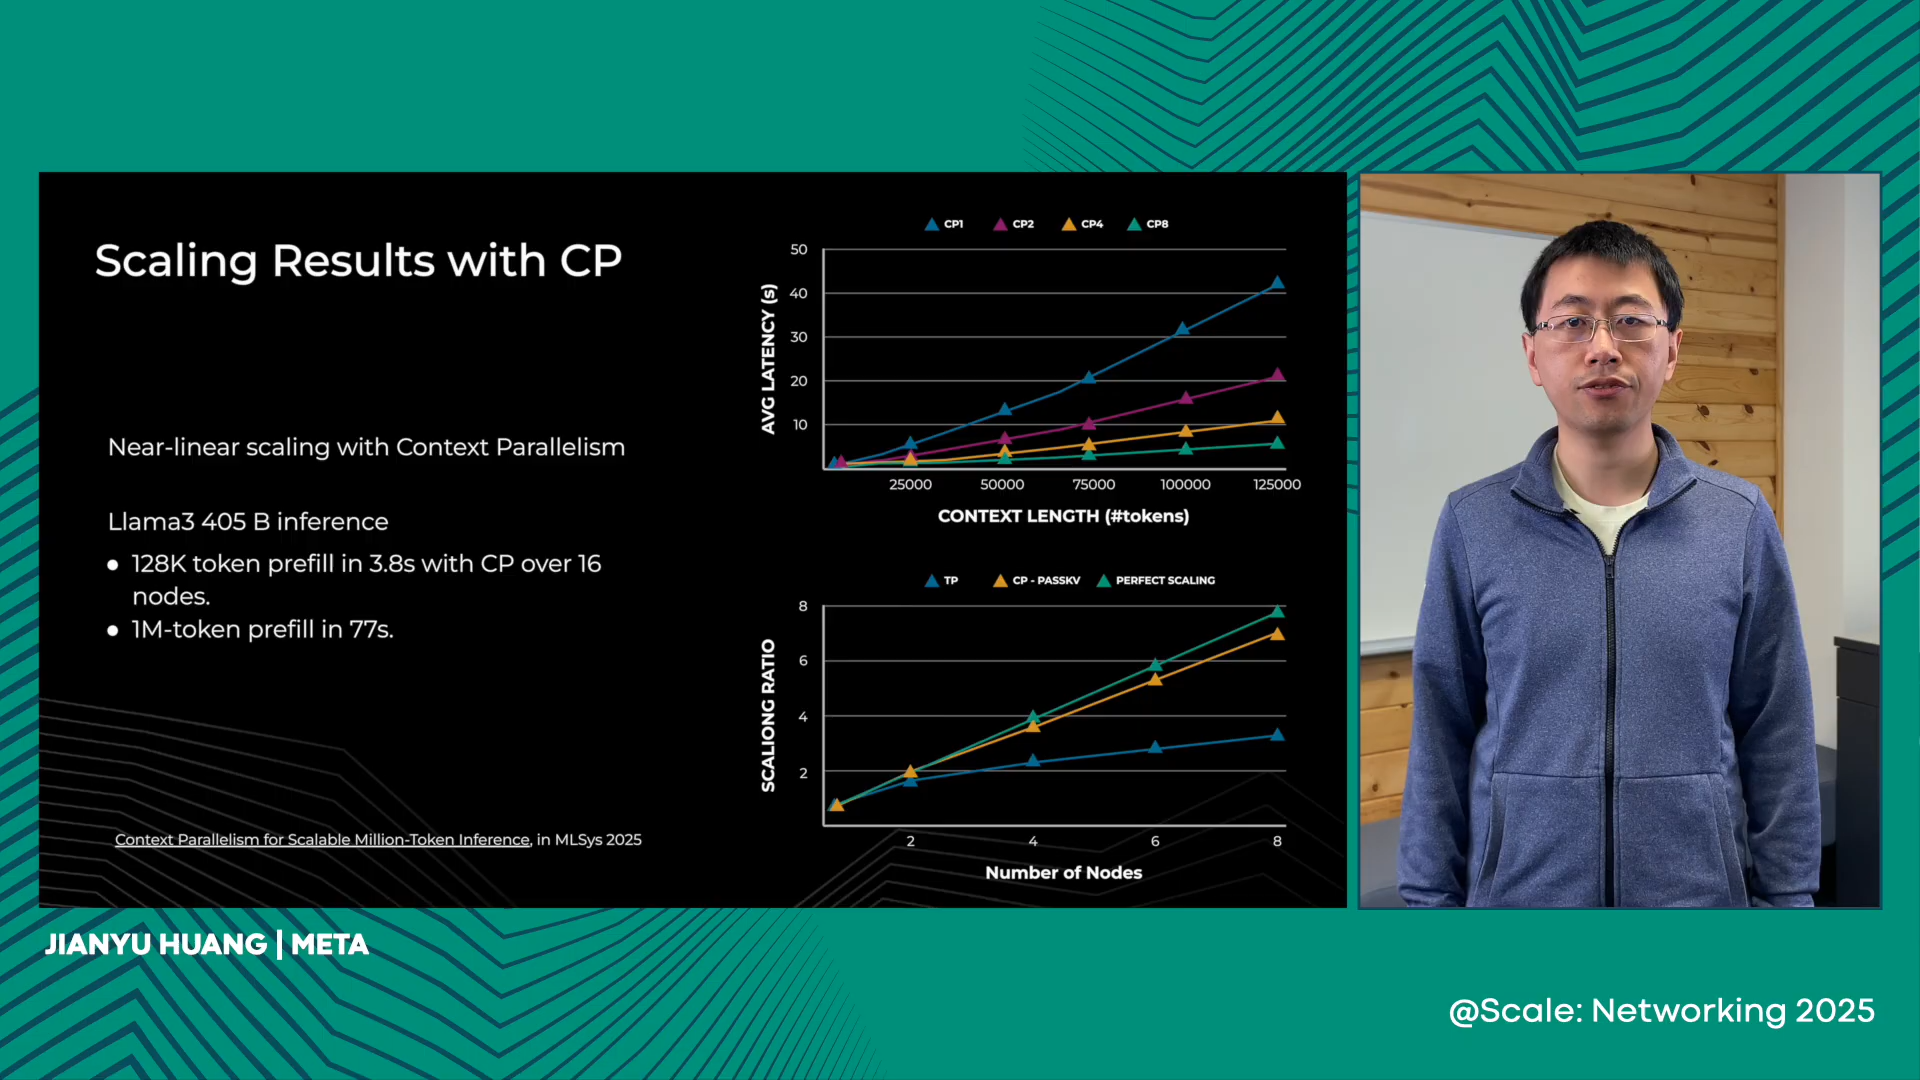 Scaling Results with CP
Near-linear scaling with Context Parallelism
Llama3 405 B inference
● 128K token prefill in 3.8s with CP over 16
nodes.
● 1M-token prefill in 77s.
Context Parallelism for Scalable Million-Token Inference, in MLSys 2025
CP1 CP2 CP4 CP8
AVG LATENCY (s)
50
40
30
20
10
25000 50000 75000 100000 125000
CONTEXT LENGTH (#tokens)
TP CP - PASSKV PERFECT SCALING
SCALIONG RATIO
8
6
4
2
2 4 6 8
Number of Nodes
JIANYU HUANG | META
@Scale: Networking 2025